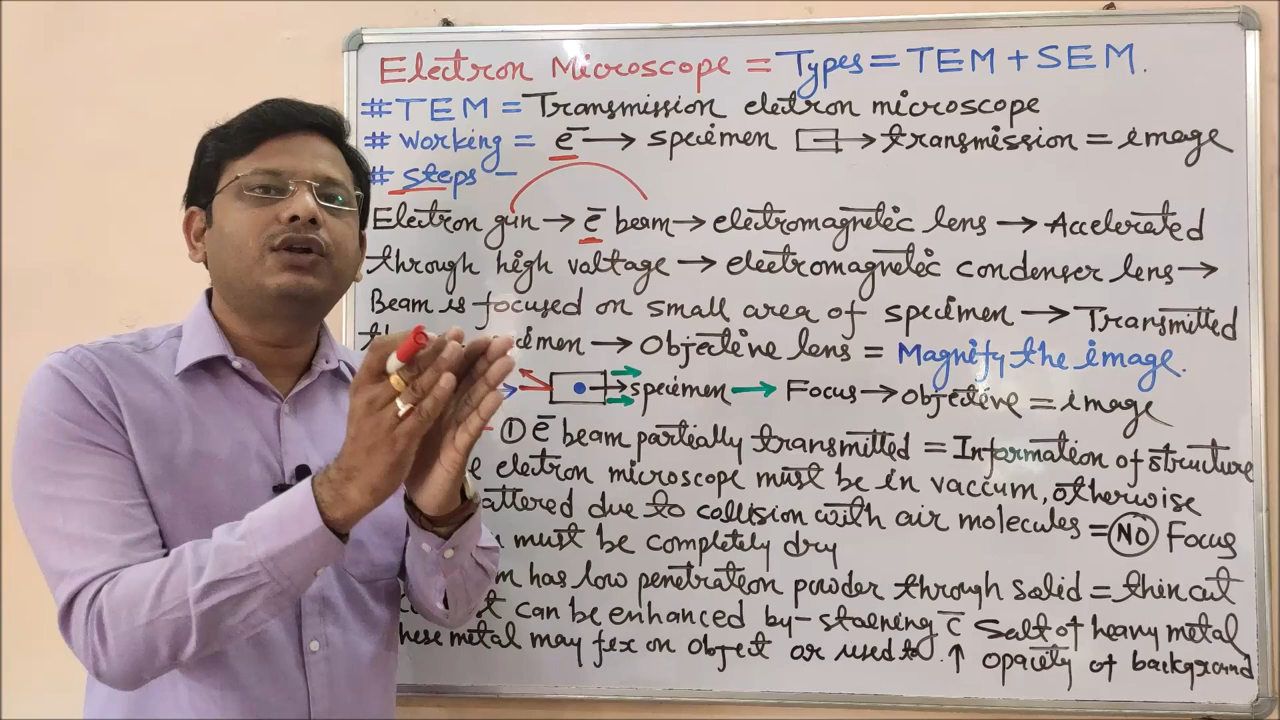 Electron Microscope = Types = TEM + SEM.
# TEM = Transmission electron microscope
# working = e̅ → specimen → transmission = image
# steps –
Electron gun → e̅ beam → electromagnetic lens → Accelerated
through high voltage → electromagnetic condenser lens →
Beam is focused on small area of specimen → Transmitted
→ Objective lens = Magnify the image.
→ specimen → Focus → objective = image
① e̅ beam partially transmitted = Information of structure
electron microscope must be in vaccum, otherwise
due to collision with air molecules = NO Focus
must be completely dry
has low penetration powder through solid = thin cut
can be enhanced by - staening c̅ Salt of heavy metal
metal may fix on object or used to ↑ opacity of background